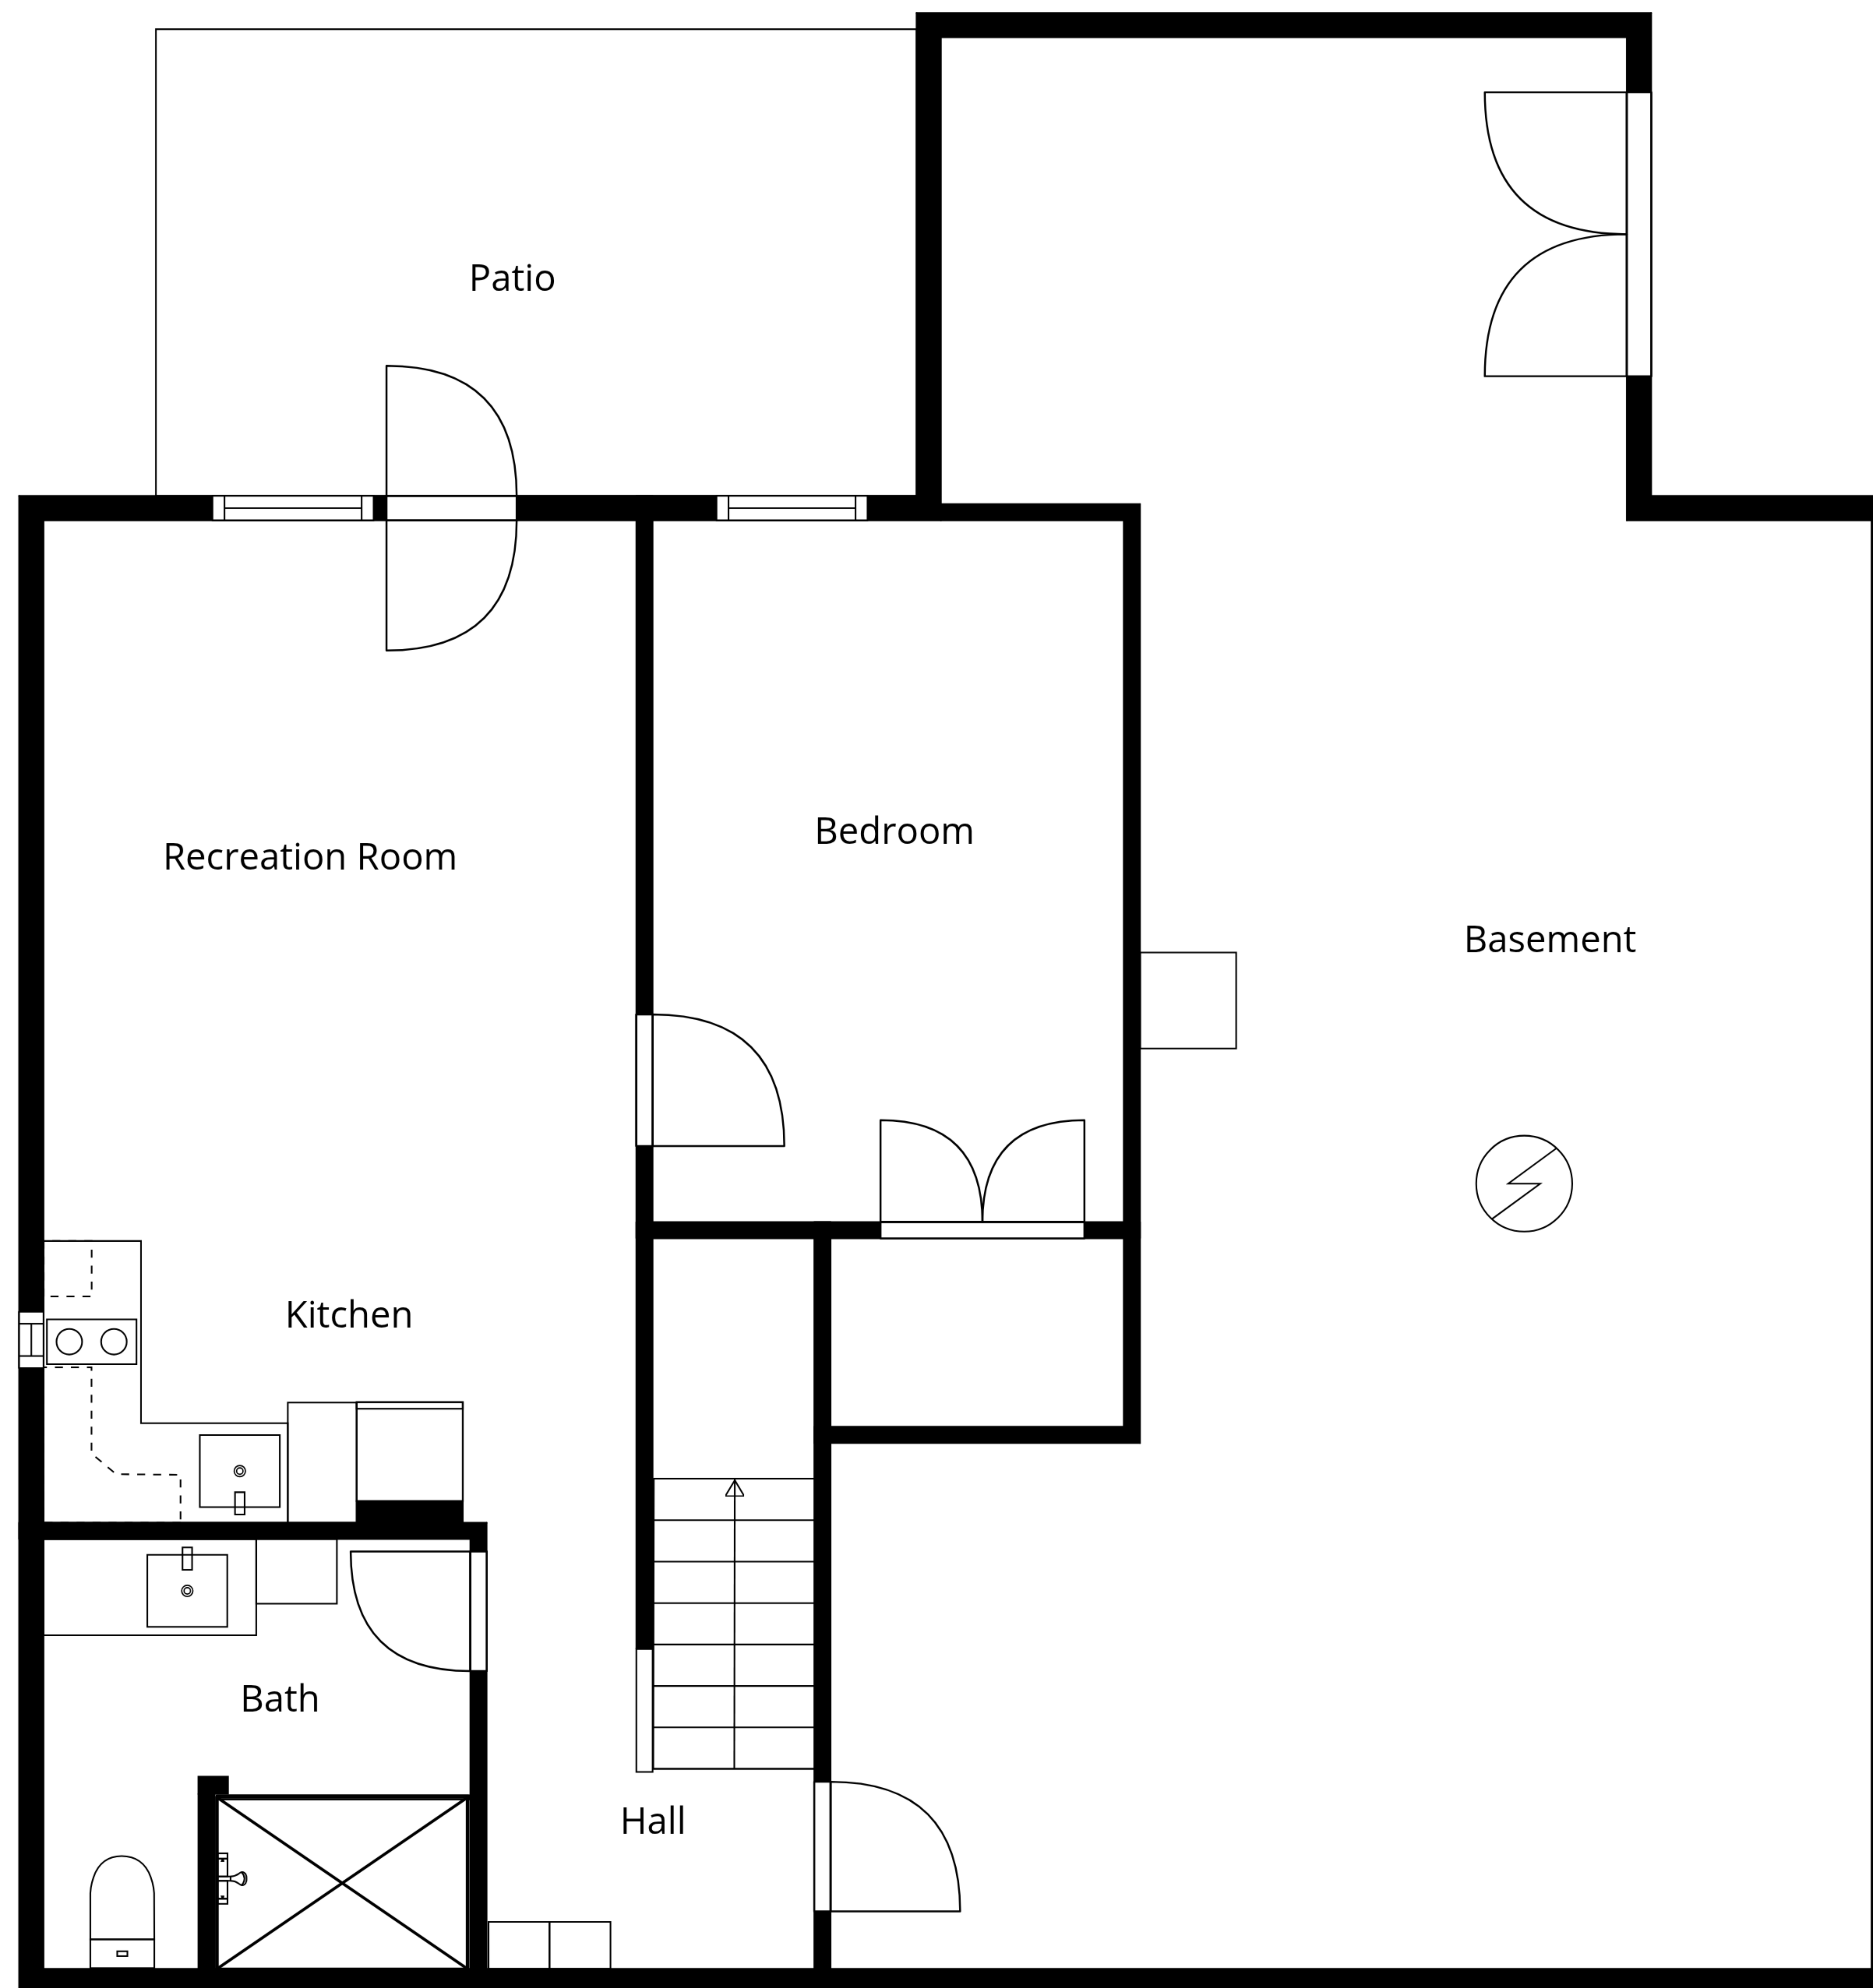 Patio
Bedroom
Recreation Room
Basement
Kitchen
Bath
Hall